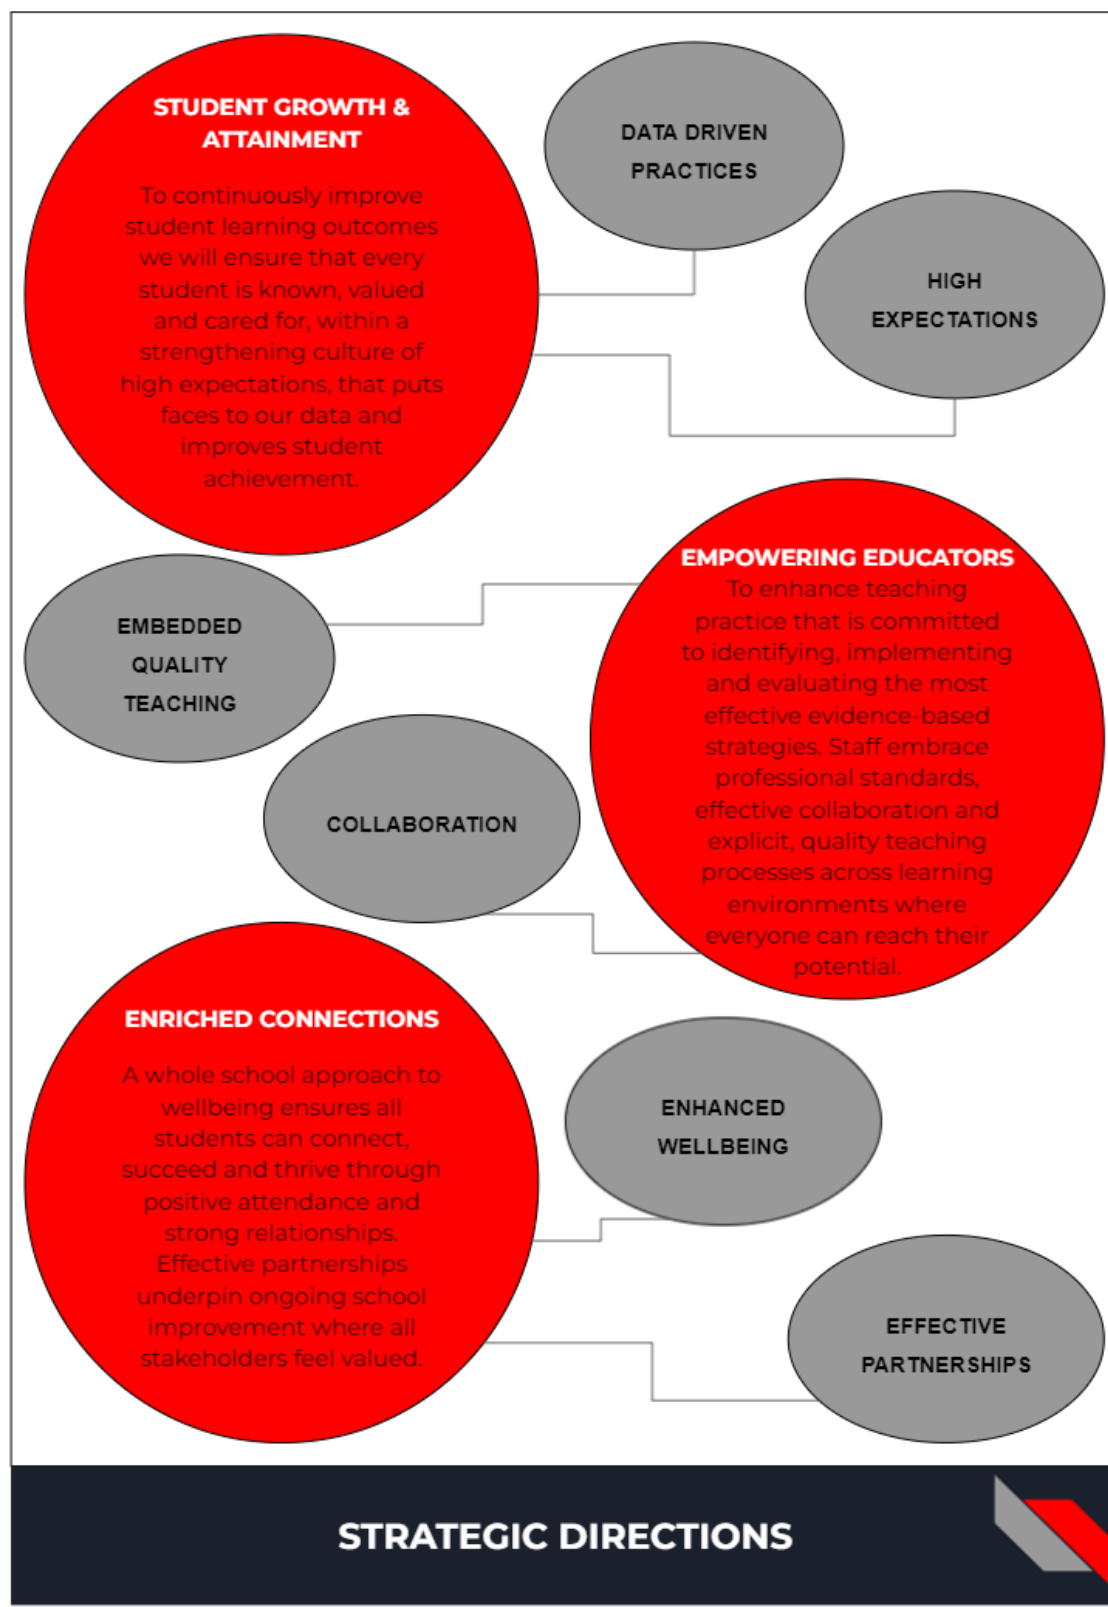 STUDENT GROWTH &
ATTAINMENT
To continuously improve
student learning outcomes
we will ensure that every
student is known, valued
and cared for, within a
strengthening culture of
high expectations, that puts
faces to our data and
improves student
achievement.
DATA DRIVEN
PRACTICES
HIGH
EXPECTATIONS
EMPOWERING EDUCATORS
To enhance teaching
practice that is committed
to identifying, implementing
and evaluating the most
effective evidence-based
strategies. Staff embrace
professional standards,
effective collaboration and
explicit, quality teaching
processes across learning
environments where
everyone can reach their
potential.
EMBEDDED
QUALITY
TEACHING
COLLABORATION
ENRICHED CONNECTIONS
A whole school approach to
wellbeing ensures all
students can connect,
succeed and thrive through
positive attendance and
strong relationships.
Effective partnerships
underpin ongoing school
improvement where all
stakeholders feel valued.
ENHANCED
WELLBEING
EFFECTIVE
PARTNERSHIPS
STRATEGIC DIRECTIONS